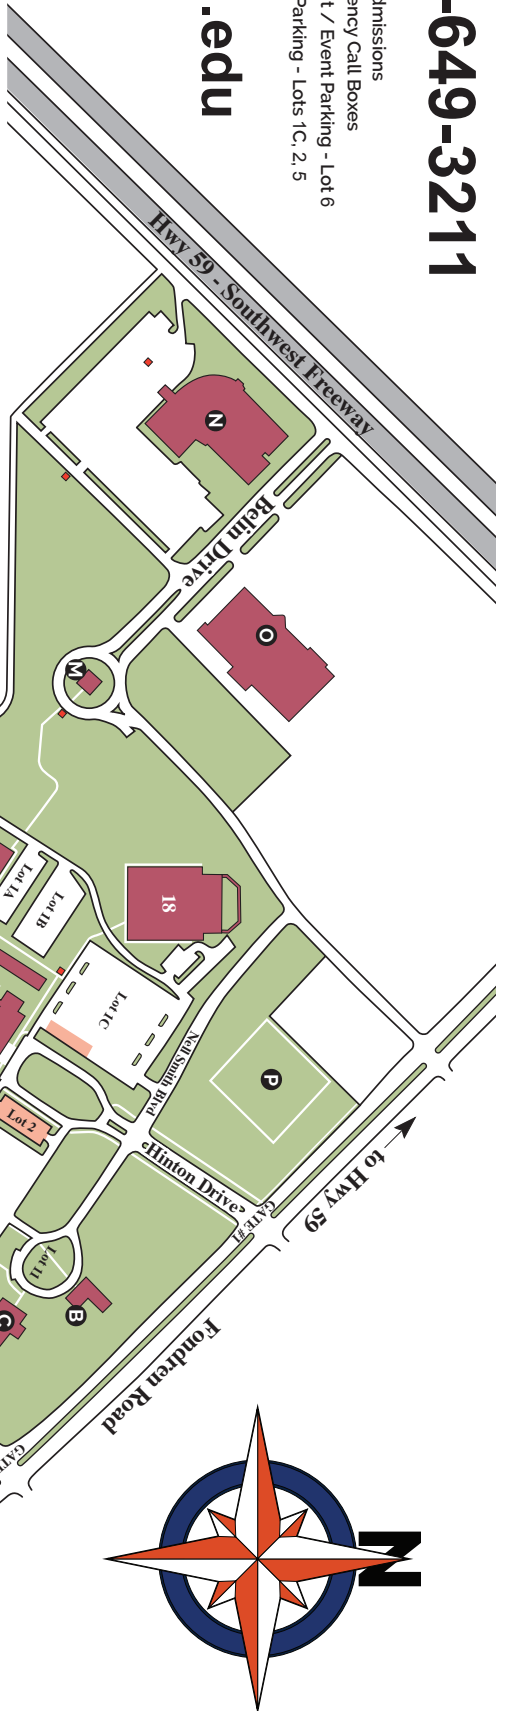 -649-3211
dmissions
ency Call Boxes
t / Event Parking - Lot 6
Parking - Lots 1C, 2, 5
.edu
Hwy 59 - Southwest Freeway
N
Belin Drive
O
M
18
Lot 1A
Lot 1B
Lot 1C
Nell Smith Blvd
P
Lot 2
Hinton Drive
GATE #1
to Hwy 59
Lot 11
B
C
Fondren Road
GATE
N